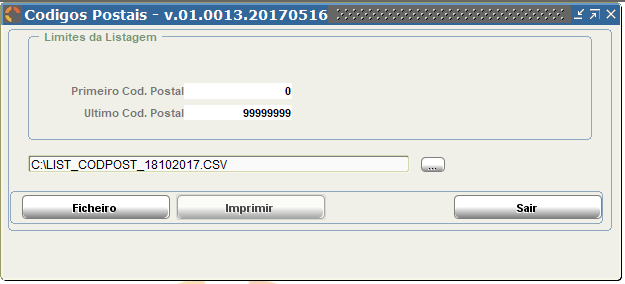 Codigos Postais - v.01.0013.20170516
Limites da Listagem
Primeiro Cod. Postal 0
Ultimo Cod. Postal 99999999
C:\LIST_CODPOST_18102017.CSV ...
Ficheiro Imprimir Sair